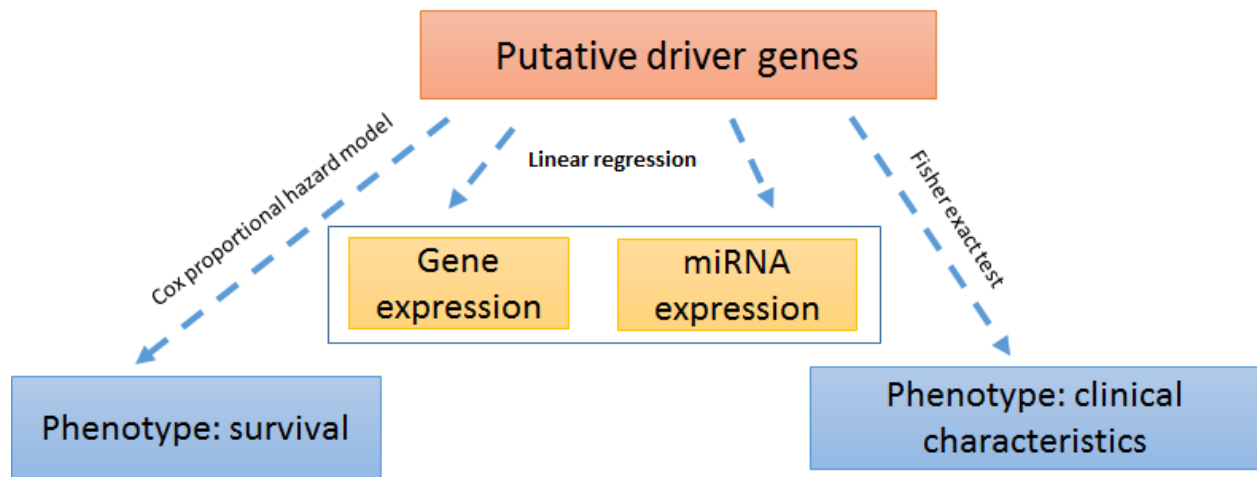 Putative driver genes
Cox proportional hazard model
Linear regression
Fisher exact test
Gene
expression
miRNA
expression
Phenotype: survival
Phenotype: clinical
characteristics